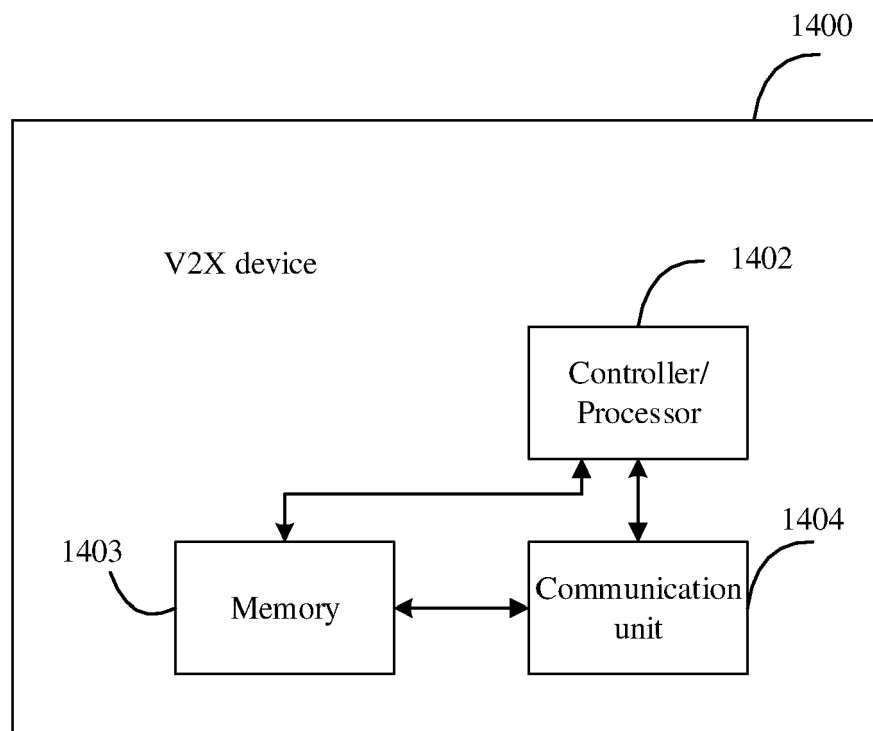 1400
V2X device
1402
Controller/
Processor
1403
Memory
1404
Communication
unit